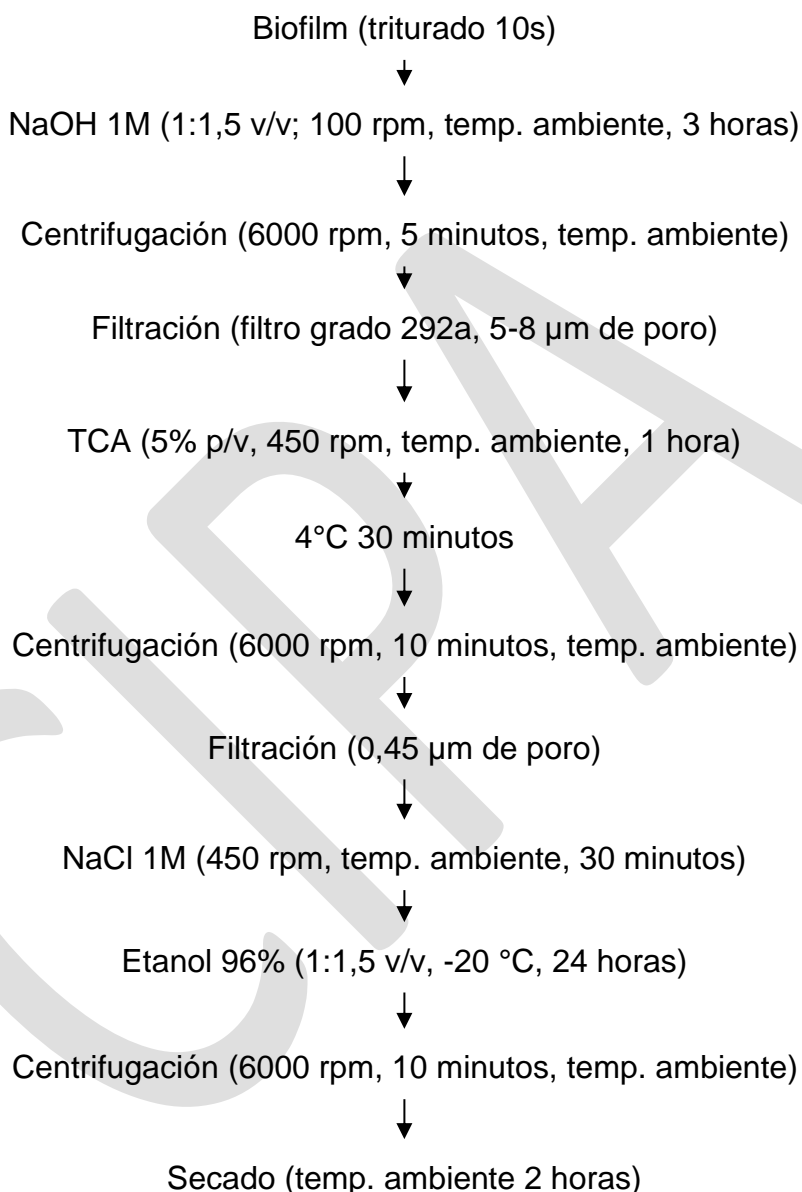 Biofilm (triturado 10s)
NaOH 1M (1:1,5 v/v; 100 rpm, temp. ambiente, 3 horas)
Centrifugación (6000 rpm, 5 minutos, temp. ambiente)
Filtración (filtro grado 292a, 5-8 µm de poro)
TCA (5% p/v, 450 rpm, temp. ambiente, 1 hora)
4°C 30 minutos
Centrifugación (6000 rpm, 10 minutos, temp. ambiente)
Filtración (0,45 µm de poro)
NaCl 1M (450 rpm, temp. ambiente, 30 minutos)
Etanol 96% (1:1,5 v/v, -20 °C, 24 horas)
Centrifugación (6000 rpm, 10 minutos, temp. ambiente)
Secado (temp. ambiente 2 horas)
CIPA